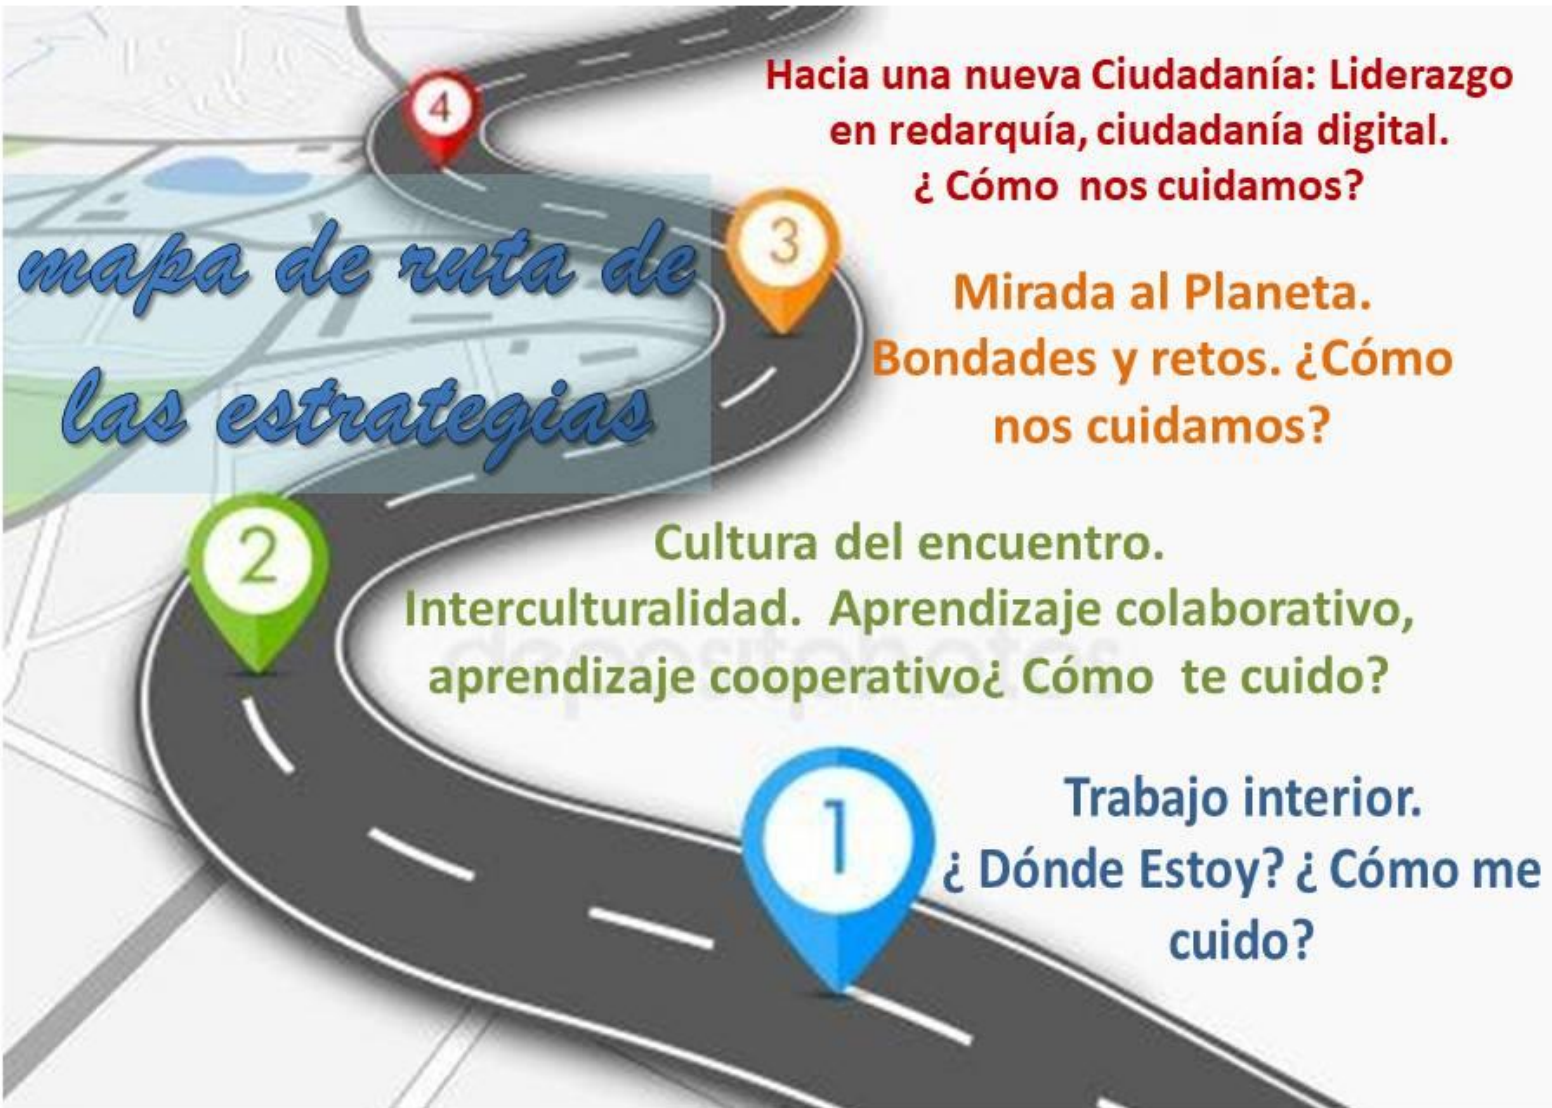 4
Hacia una nueva Ciudadanía: Liderazgo
en redarquía, ciudadanía digital.
¿ Cómo nos cuidamos?
mapa de ruta de
las estrategias
3
Mirada al Planeta.
Bondades y retos. ¿Cómo
nos cuidamos?
2
Cultura del encuentro.
Interculturalidad. Aprendizaje colaborativo,
aprendizaje cooperativo¿ Cómo te cuido?
depositphotos
1
Trabajo interior.
¿ Dónde Estoy? ¿ Cómo me
cuido?